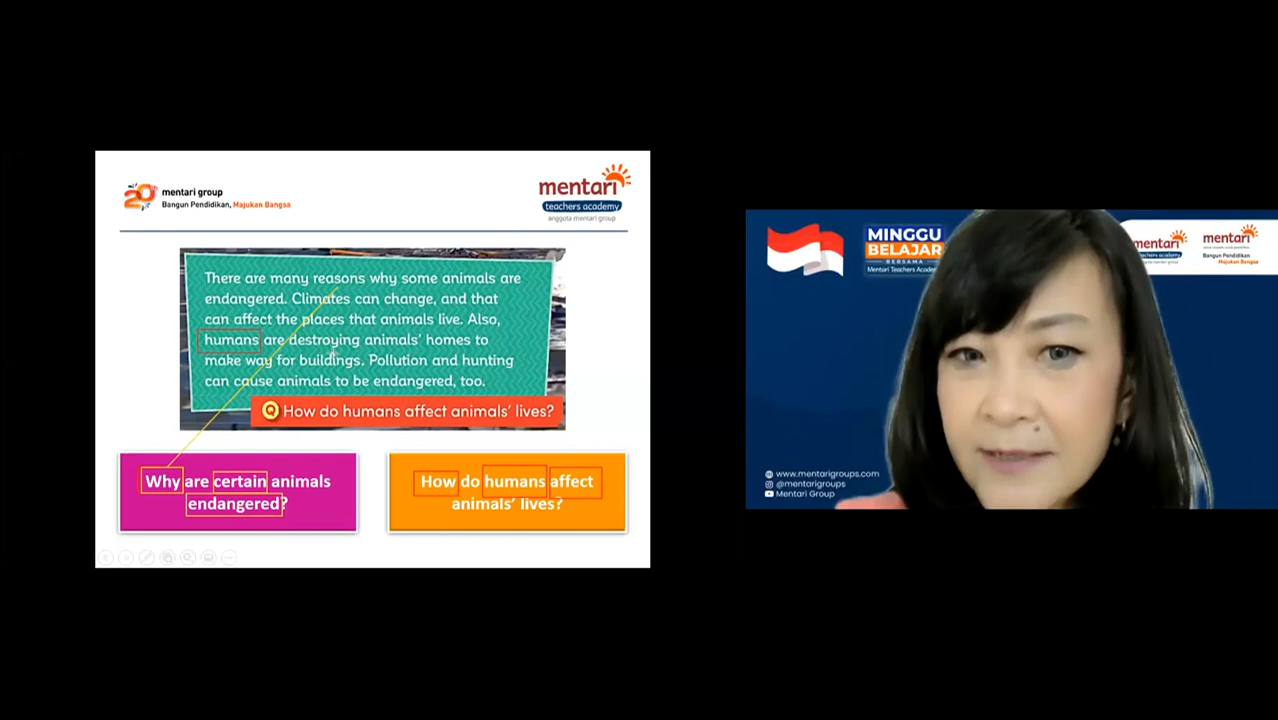 20 mentari group
Bangun Pendidikan, Majukan Bangsa
mentari
teachers academy
anggota mentari group
There are many reasons why some animals are
endangered. Climates can change, and that
can affect the places that animals live. Also,
humans are destroying animals' homes to
make way for buildings. Pollution and hunting
can cause animals to be endangered, too.
Q How do humans affect animals' lives?
Why are certain animals
endangered?
How do humans affect
animals' lives?
MINGGU
BELAJAR
BERSAMA
Mentari Teachers Academ
mentari
mentari
Bangun Pendidikan,
Majukan Bangsa
www.mentarigroups.com
@mentarigroups
Mentari Group